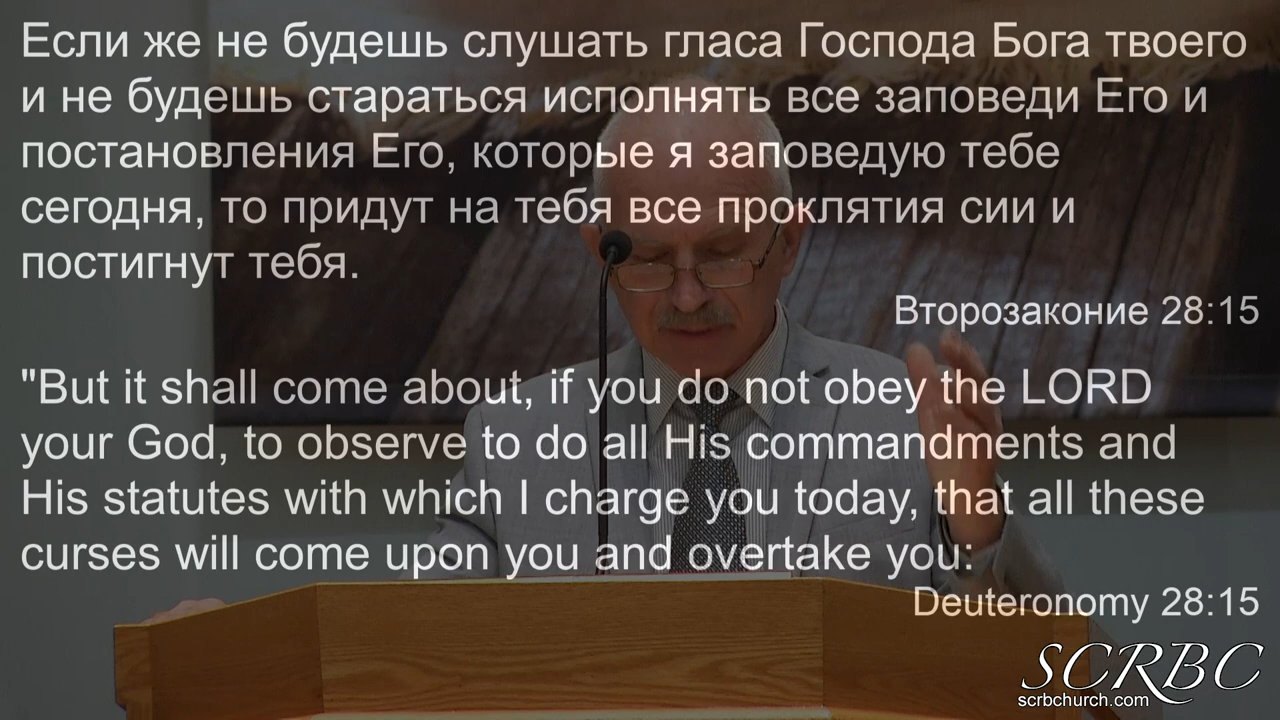 Если же не будешь слушать гласа Господа Бога твоего
и не будешь стараться исполнять все заповеди Его и
постановления Его, которые я заповедую тебе
сегодня, то придут на тебя все проклятия сии и
постигнут тебя.
Второзаконие 28:15
"But it shall come about, if you do not obey the LORD
your God, to observe to do all His commandments and
His statutes with which I charge you today, that all these
curses will come upon you and overtake you:
Deuteronomy 28:15
SCRBC
scrbchurch.com